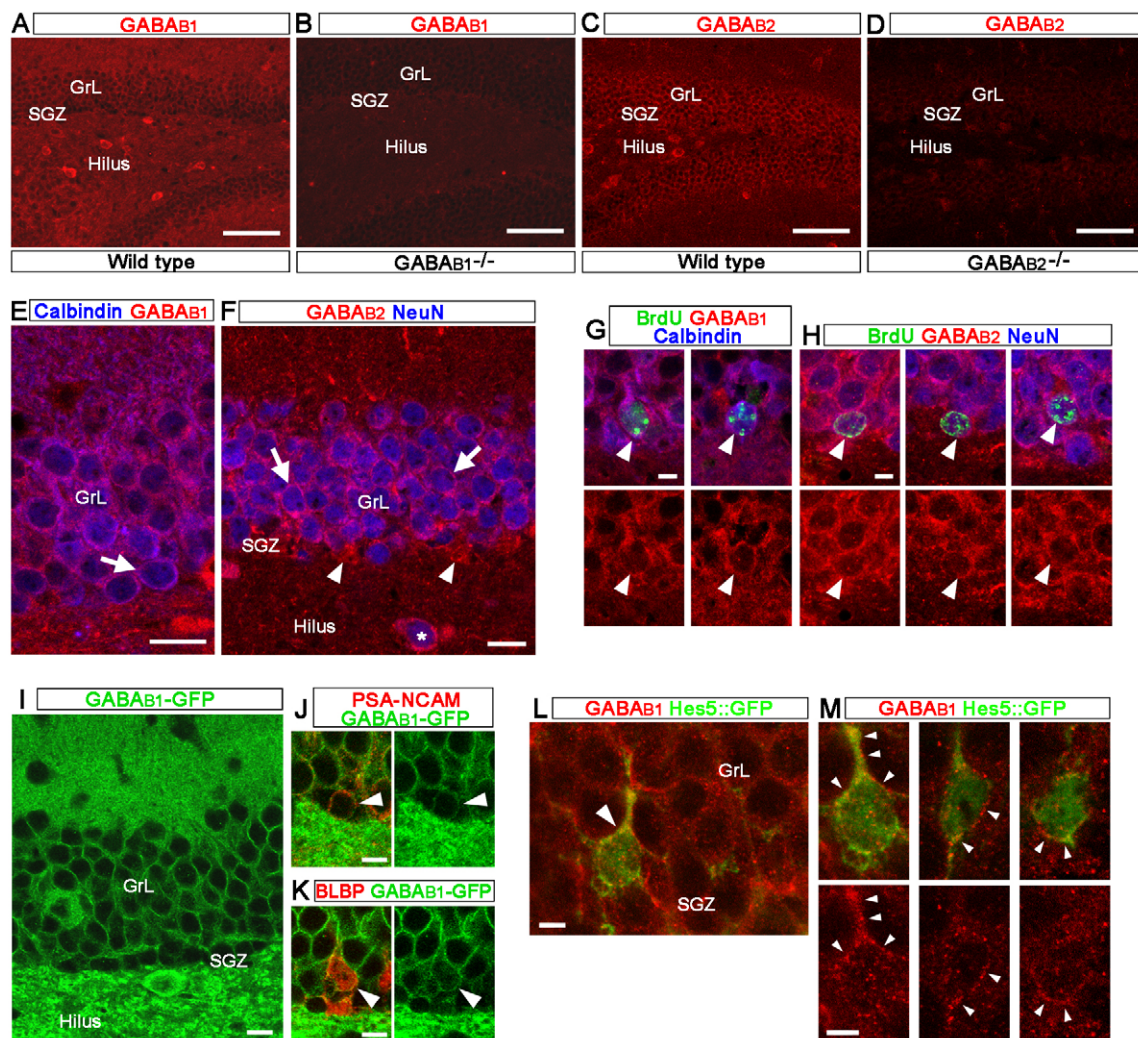 A GABAB1
B GABAB1
C GABAB2
D GABAB2
GrL
SGZ
Hilus
GrL
SGZ
Hilus
GrL
SGZ
Hilus
GrL
SGZ
Hilus
Wild type
GABAB1-/-
Wild type
GABAB2-/-
E Calbindin GABAB1
F GABAB2 NeuN
GrL
GrL
SGZ
Hilus
*
G BrdU GABAB1
Calbindin
H BrdU GABAB2 NeuN
I GABAB1-GFP
GrL
SGZ
Hilus
J PSA-NCAM
GABAB1-GFP
K BLBP GABAB1-GFP
L GABAB1 Hes5::GFP
GrL
SGZ
M GABAB1 Hes5::GFP